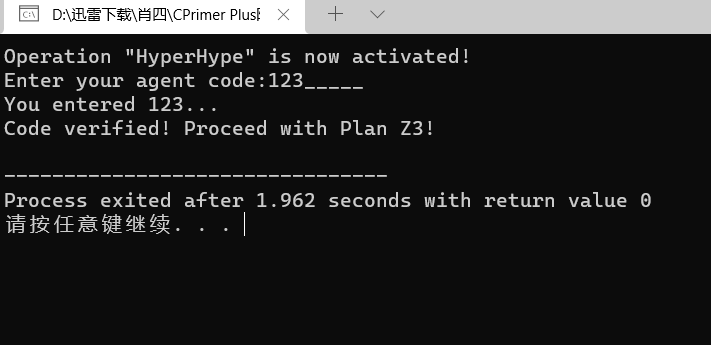 D:\迅雷下载\肖四\CPrimer Plus
Operation "HyperHype" is now activated!
Enter your agent code:123_____
You entered 123...
Code verified! Proceed with Plan Z3!
--------------------------------
Process exited after 1.962 seconds with return value 0
请按任意键继续. . .